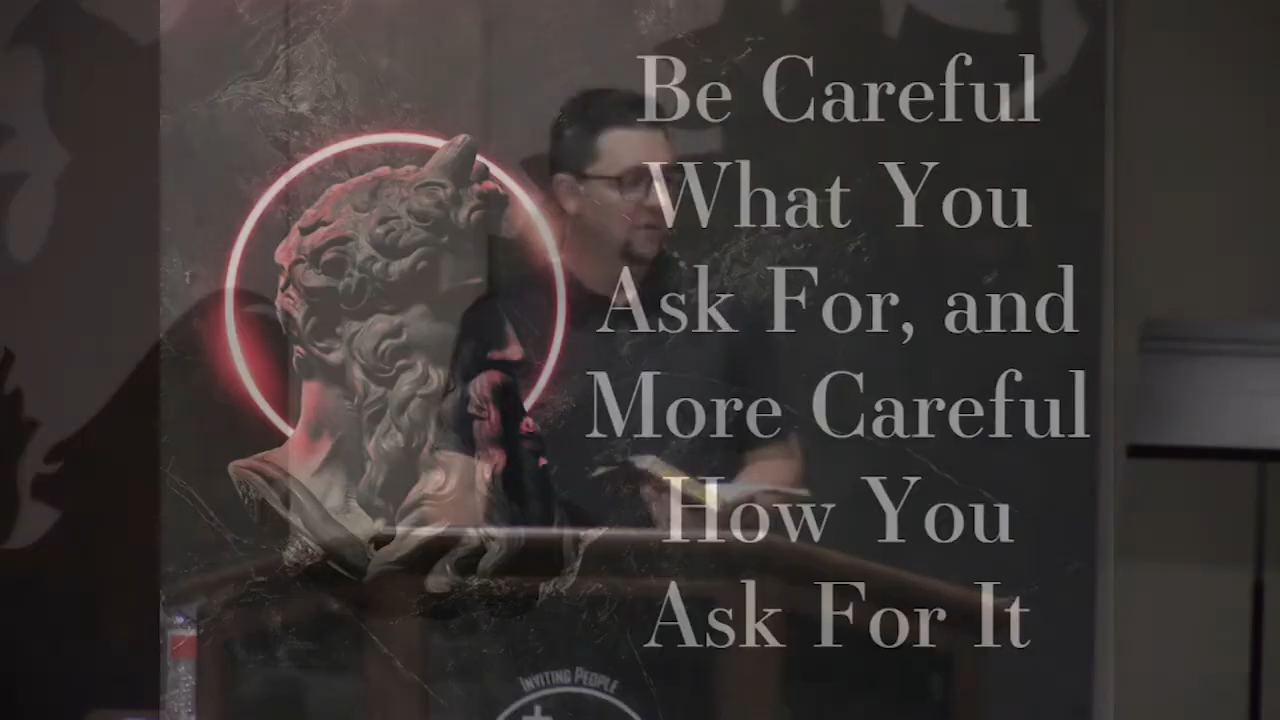 Be Careful
What You
Ask For, and
More Careful
How You
Ask For It
INVITING PEOPLE